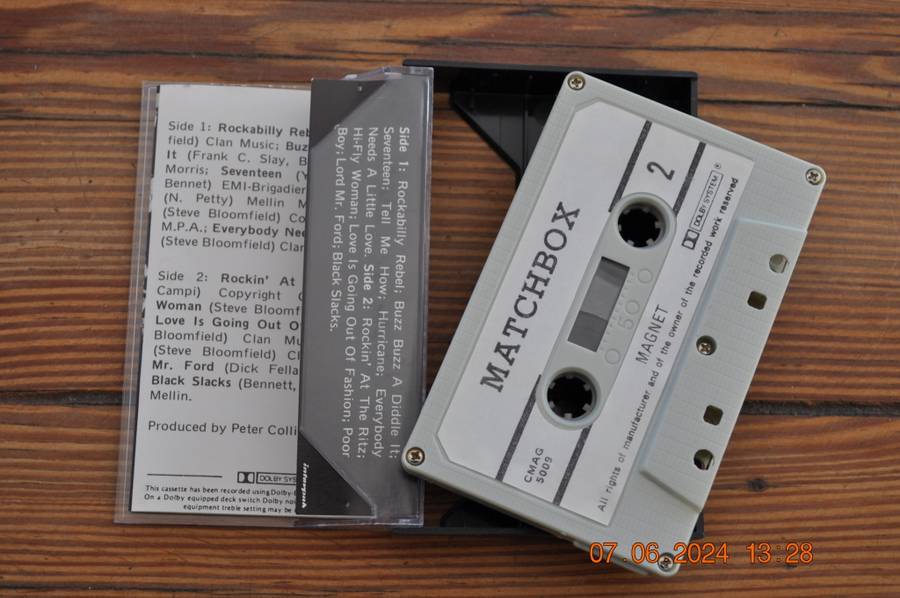 Side 1: Rockabilly Reb
field) Clan Music; Buz
It (Frank C. Slay, B
Morris; Seventeen (Y
Bennet) EMI-Brigadier
(N. Petty) Mellin M
(Steve Bloomfield) Co
M.P.A.; Everybody Nee
(Steve Bloomfield) Clan
Side 2: Rockin' At
Campi) Copyright
Woman (Steve Bloomf
Love Is Going Out O
Bloomfield) Clan Mu
(Steve Bloomfield) Cl
Mr. Ford (Dick Fella
Black Slacks (Bennett,
Mellin.
Produced by Peter Colli
DOLBY SYS
This cassette has been recorded using Dolby
On a Dolby equipped deck switch Dolby no
equipment treble setting may be
Side 1: Rockabilly Rebel; Buzz Buzz A Diddle It;
Seventeen; Tell Me How; Hurricane; Everybody
Needs A Little Love. Side 2: Rockin' At The Ritz;
Hi-Fly Woman; Love Is Going Out Of Fashion; Poor
Boy; Lord Mr. Ford; Black Slacks.
interpak
MATCHBOX
2
DOLBY SYSTEM ®
0 50
CMAG
5009
MAGNET
All rights of manufacturer and of the owner of the recorded work reserved
07 06 2024 13:28